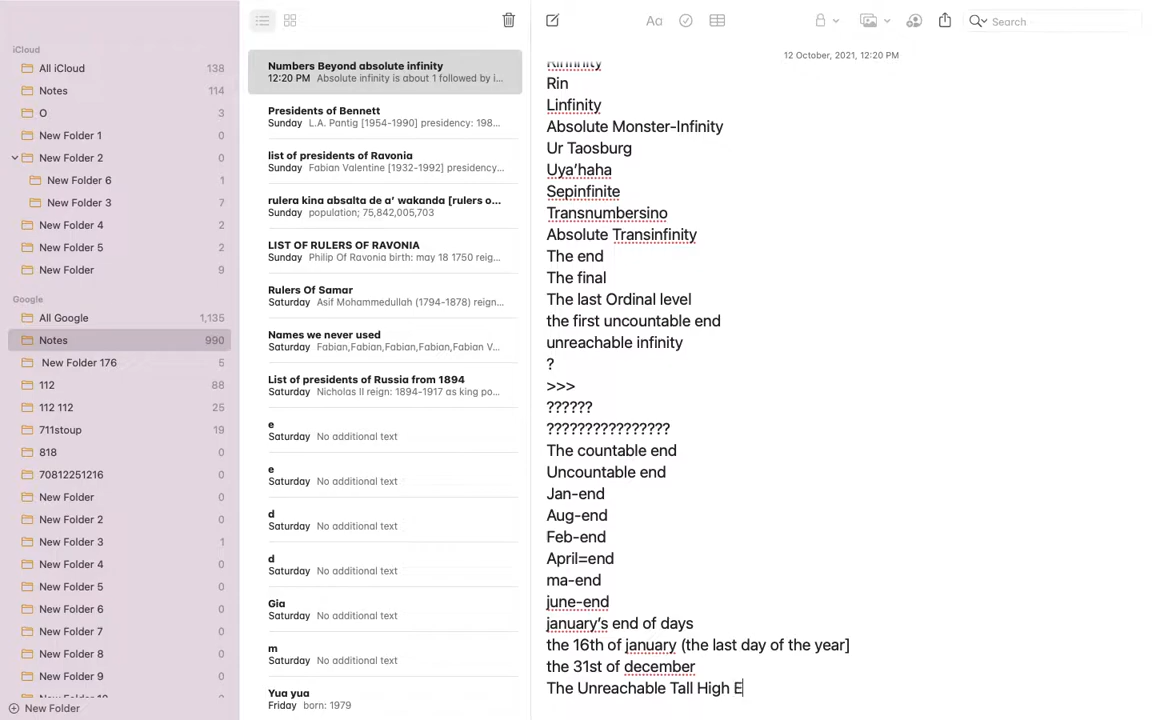 iCloud
All iCloud 138
Notes 114
O 3
New Folder 1 0
New Folder 2 0
New Folder 6 1
New Folder 3 7
New Folder 4 2
New Folder 5 2
New Folder 9
Google
All Google 1,135
Notes 990
New Folder 176 5
112 88
112 112 25
711stoup 19
818 0
70812251216 0
New Folder 0
New Folder 2 0
New Folder 3 1
New Folder 4 0
New Folder 5 0
New Folder 6 0
New Folder 7 0
New Folder 8 0
New Folder 9 0
New Folder
Numbers Beyond absolute infinity
12:20 PM Absolute infinity is about 1 followed by i...
Presidents of Bennett
Sunday L.A. Pantig [1954-1990] presidency: 198...
list of presidents of Ravonia
Sunday Fabian Valentine [1932-1992] presidency...
rulera kina absalta de a' wakanda [rulers o...
Sunday population; 75,842,005,703
LIST OF RULERS OF RAVONIA
Sunday Philip Of Ravonia birth: may 18 1750 reig...
Rulers Of Samar
Saturday Asif Mohammedullah (1794-1878) reign...
Names we never used
Saturday Fabian,Fabian,Fabian,Fabian,Fabian V...
List of presidents of Russia from 1894
Saturday Nicholas II reign: 1894-1917 as king po...
e
Saturday No additional text
e
Saturday No additional text
d
Saturday No additional text
d
Saturday No additional text
Gia
Saturday No additional text
m
Saturday No additional text
Yua yua
Friday born: 1979
Aa
Search
12 October, 2021, 12:20 PM
Rin
Linfinity
Absolute Monster-Infinity
Ur Taosburg
Uya'haha
Sepinfinite
Transnumbersino
Absolute Transinfinity
The end
The final
The last Ordinal level
the first uncountable end
unreachable infinity
?
>>>
??????
????????????????
The countable end
Uncountable end
Jan-end
Aug-end
Feb-end
April=end
ma-end
june-end
january's end of days
the 16th of january (the last day of the year]
the 31st of december
The Unreachable Tall High E